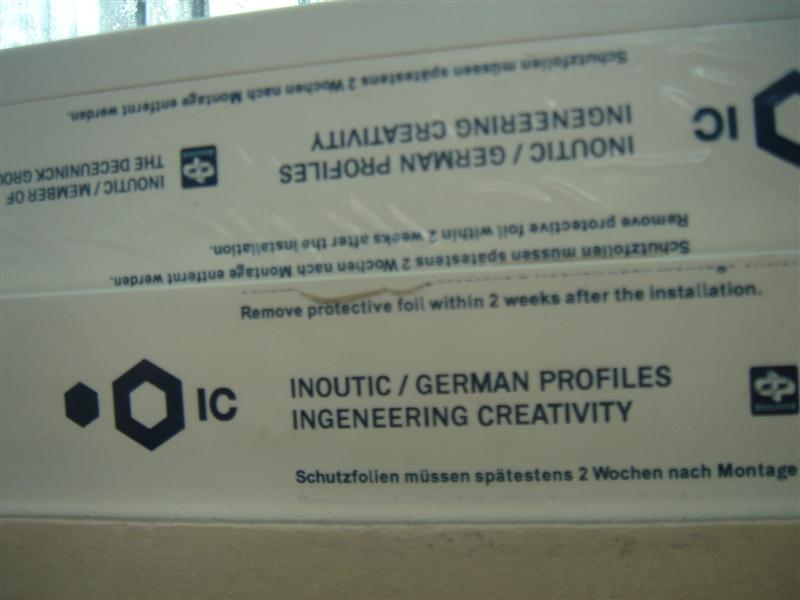 Schutzfolien müssen spätestens 2 Wochen nach Montage entfernt werden.
IC
INOUTIC / GERMAN PROFILES
INGENEERING CREATIVITY
INOUTIC / MEMBER OF
THE DECEUNINCK GROU
Remove protective foil within 2 weeks after the installation.
Schutzfolien müssen spätestens 2 Wochen nach Montage entfernt werden.
Remove protective foil within 2 weeks after the installation.
IC
INOUTIC / GERMAN PROFILES
INGENEERING CREATIVITY
Schutzfolien müssen spätestens 2 Wochen nach Montage